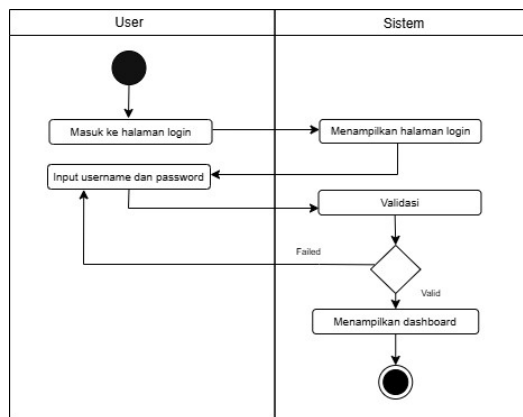 User
Sistem
Masuk ke halaman login
Menampilkan halaman login
Input username dan password
Validasi
Failed
Valid
Menampilkan dashboard